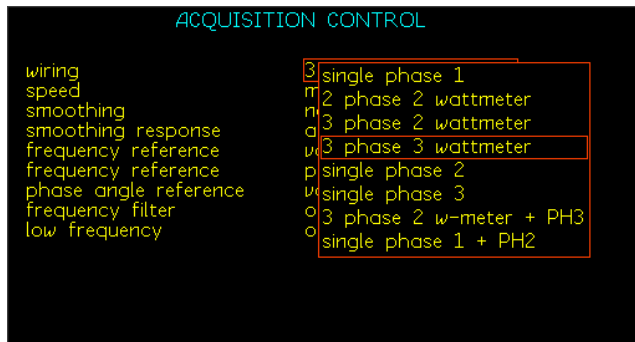 ACQUISITION CONTROL
wiring
speed
smoothing
smoothing response
frequency reference
frequency reference
phase angle reference
frequency filter
low frequency
single phase 1
2 phase 2 wattmeter
3 phase 2 wattmeter
3 phase 3 wattmeter
single phase 2
single phase 3
3 phase 2 w-meter + PH3
single phase 1 + PH2